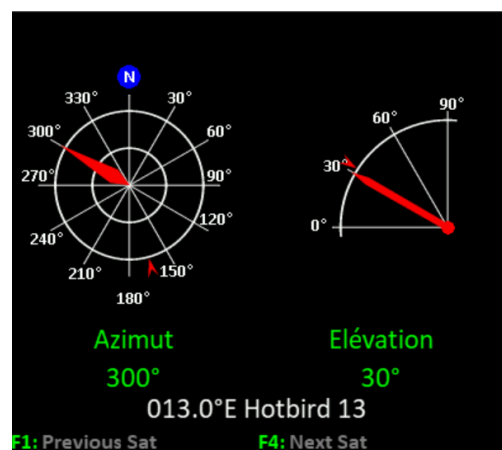 N
330° 30°
300° 60°
270° 90°
240° 120°
210° 150°
180°
90°
60°
30°
0°
Azimut Elévation
300° 30°
013.0°E Hotbird 13
F1: Previous Sat F4: Next Sat